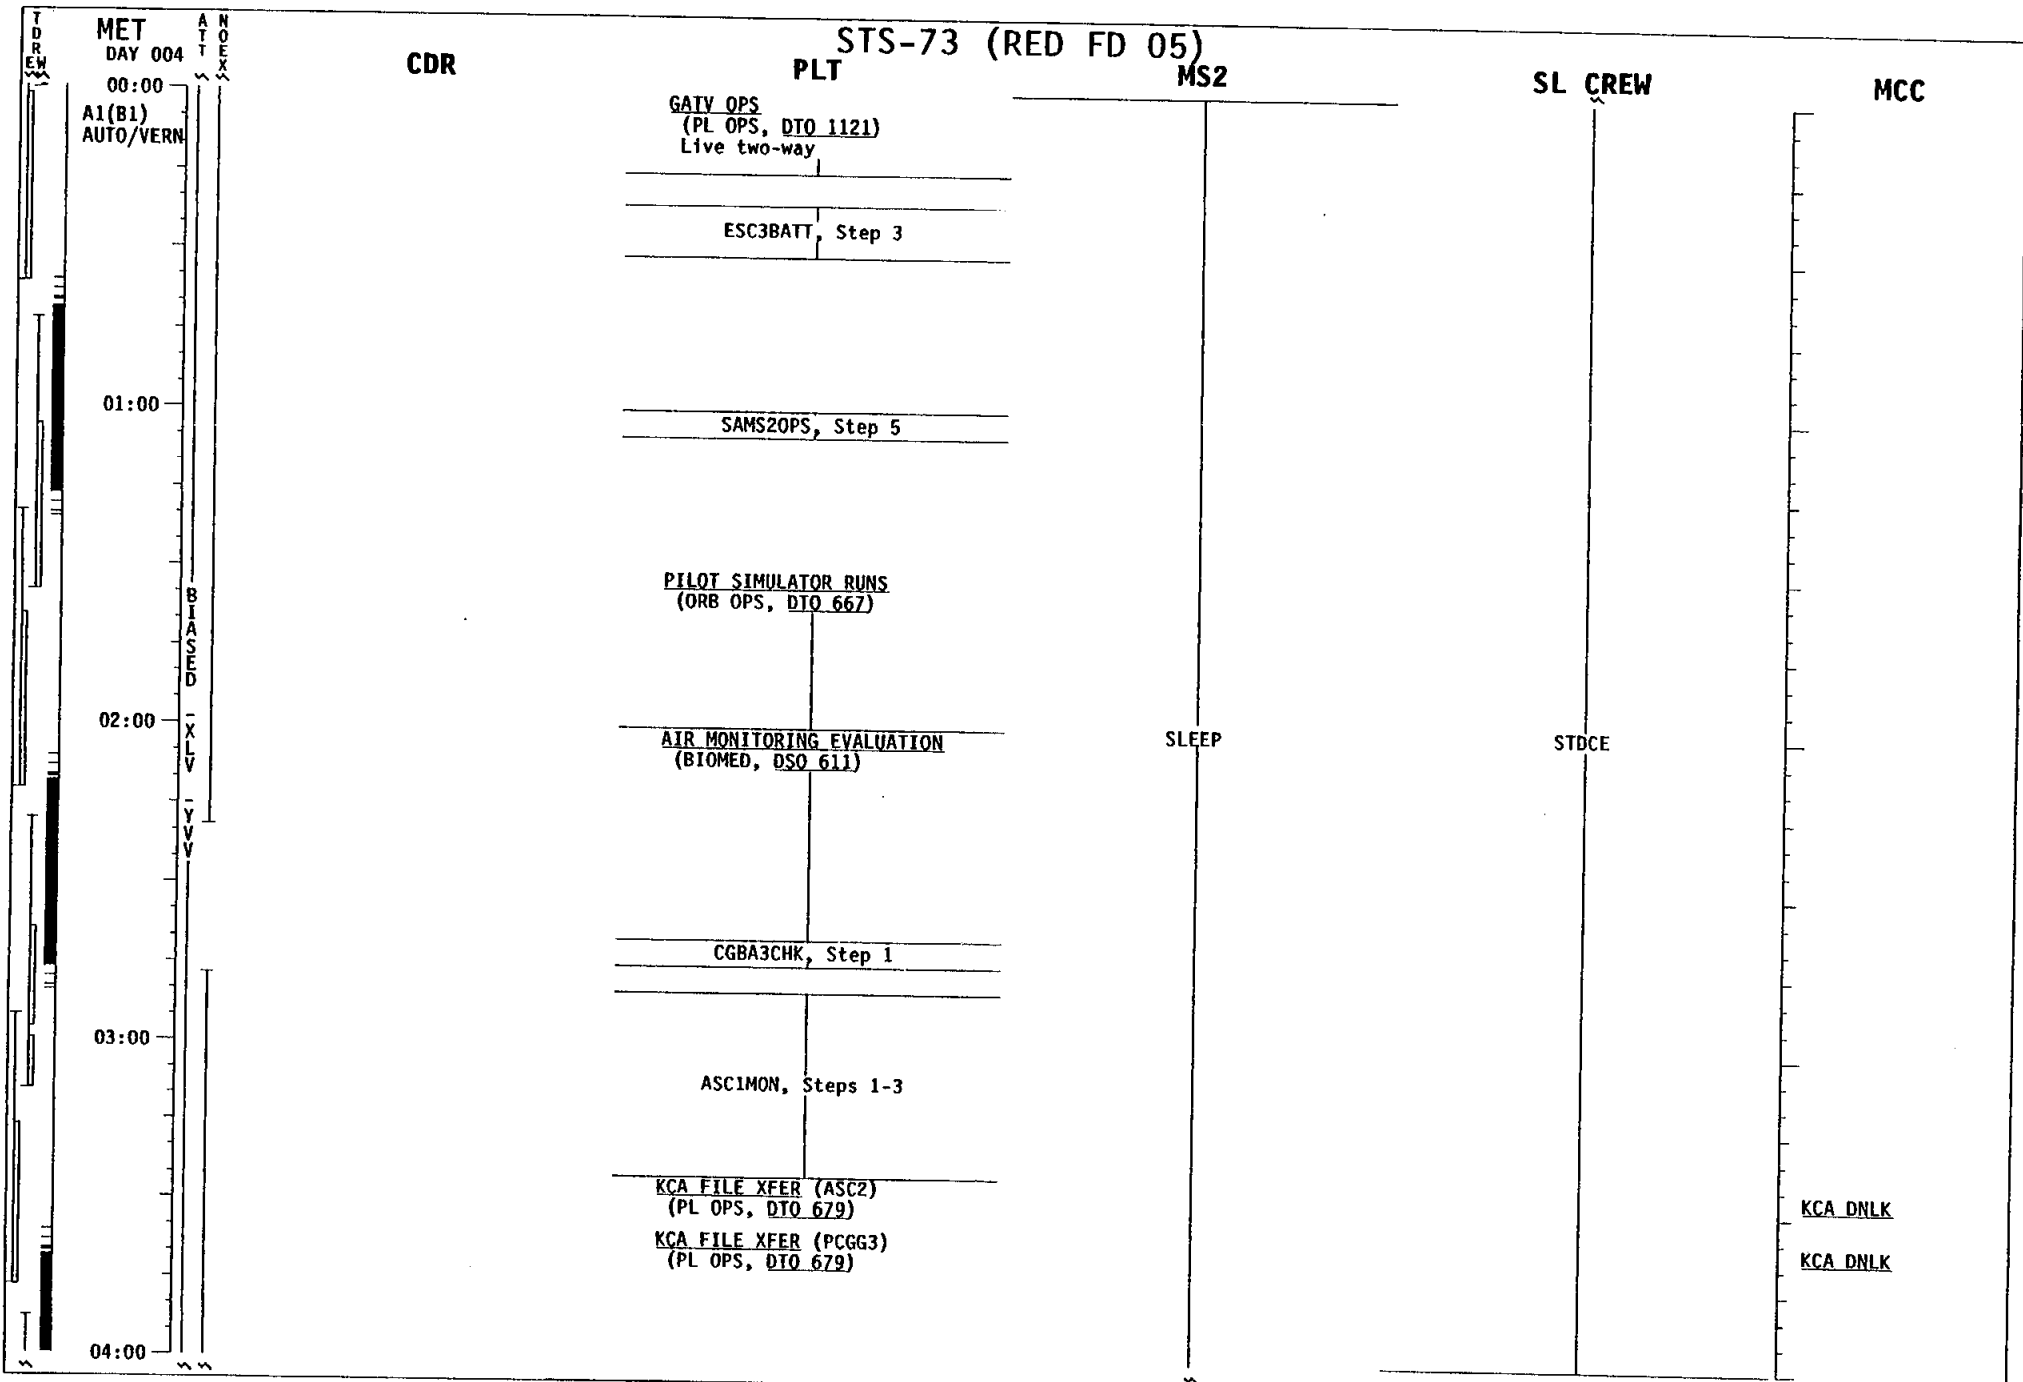 STS-73 (RED FD 05)
TDRE W
MET
DAY 004
ATT
NOEX
CDR
PLT
MS2
SL CREW
MCC
00:00
A1(B1)
AUTO/VERN
GATV OPS
(PL OPS, DTO 1121)
Live two-way
ESC3BATT, Step 3
01:00
SAMS2OPS, Step 5
PILOT SIMULATOR RUNS
(ORB OPS, DTO 667)
BIASED -XLV -YVV
02:00
AIR MONITORING EVALUATION
(BIOMED, DSO 611)
SLEEP
STDCE
CGBA3CHK, Step 1
03:00
ASC1MON, Steps 1-3
KCA FILE XFER (ASC2)
(PL OPS, DTO 679)
KCA DNLK
KCA FILE XFER (PCGG3)
(PL OPS, DTO 679)
KCA DNLK
04:00